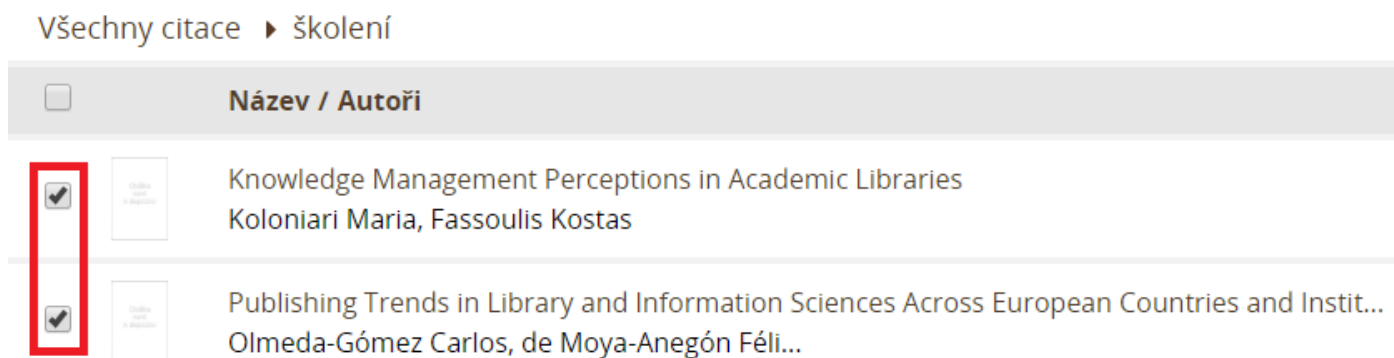 Všechny citace ▸ školení
Název / Autoři
Knowledge Management Perceptions in Academic Libraries
Koloniari Maria, Fassoulis Kostas
Publishing Trends in Library and Information Sciences Across European Countries and Instit...
Olmeda-Gómez Carlos, de Moya-Anegón Féli...